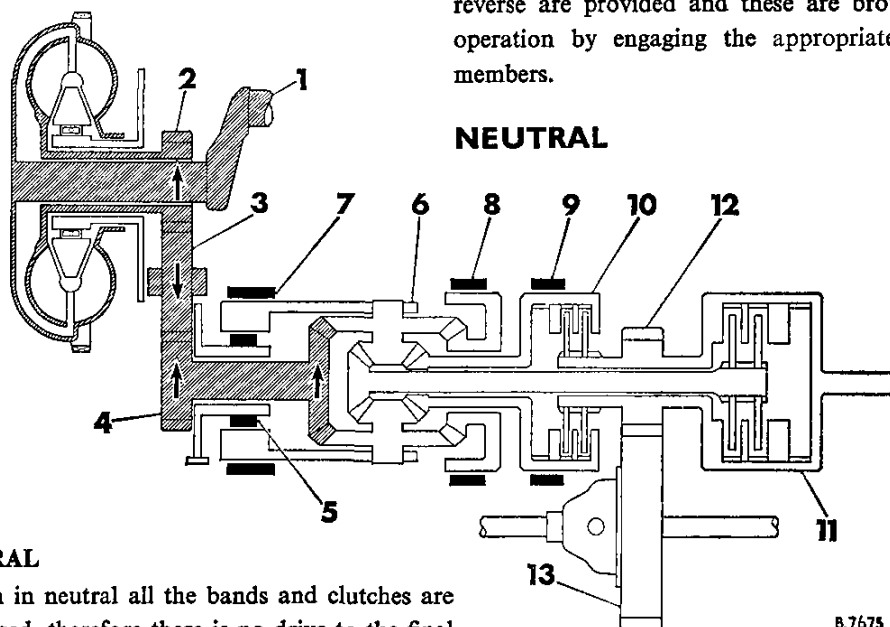 reverse are provided and these are bro
operation by engaging the appropriate
members.
NEUTRAL
1
2
3
7
6
8
9
10
12
4
5
11
13
RAL
in neutral all the bands and clutches are
therefore there is no drive to the final
B.7675